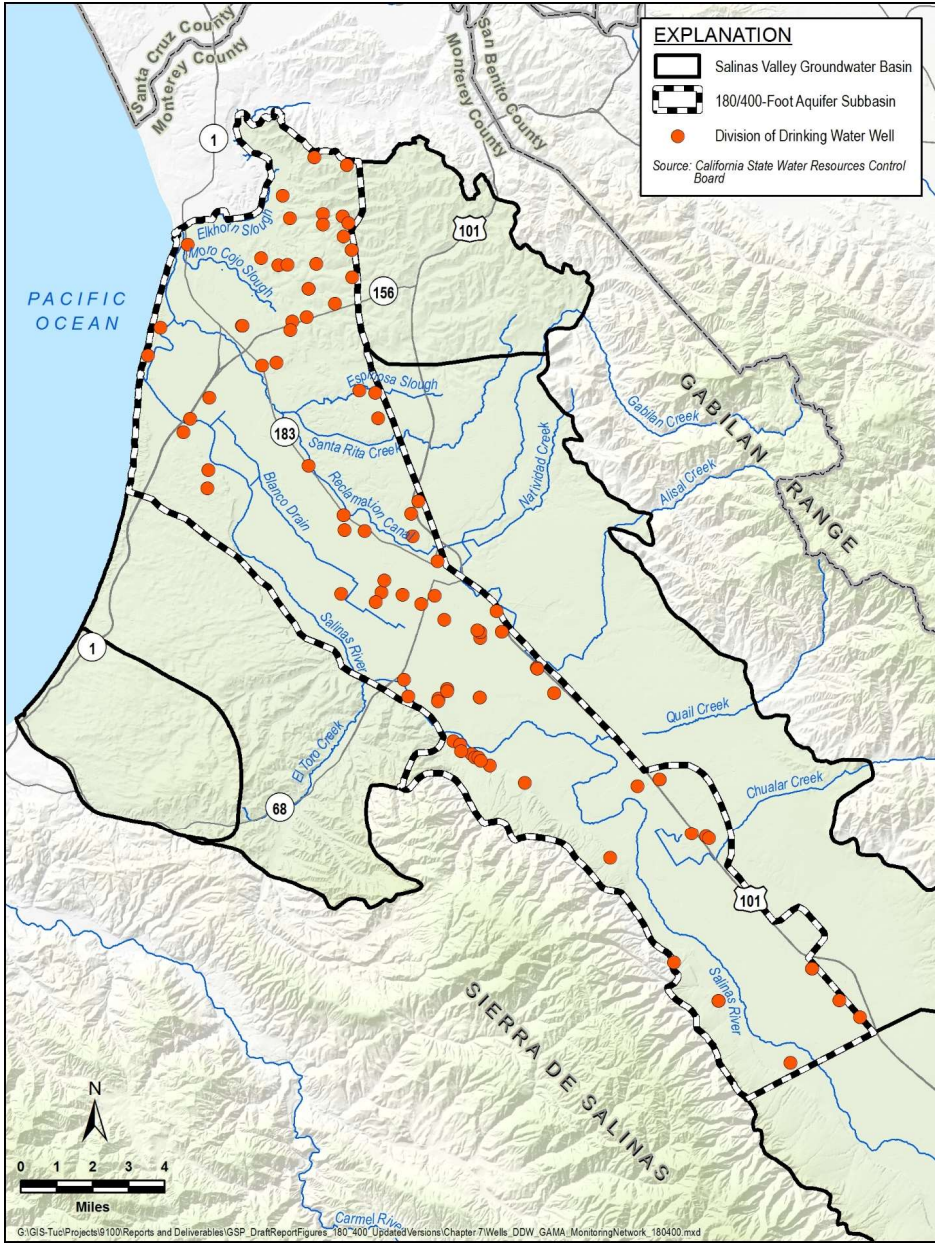 EXPLANATION
Salinas Valley Groundwater Basin
180/400-Foot Aquifer Subbasin
Division of Drinking Water Well
Source: California State Water Resources Control
Board
Santa Cruz County
Monterey County
San Benito County
Monterey County
1
101
Elkhorn Slough
Moro Cojo Slough
156
PACIFIC
OCEAN
Espinosa Slough
Gabilan Creek
GABILAN
RANGE
183
Santa Rita Creek
Natividad Creek
Alisal Creek
Reclamation Canal
Blanco Drain
Salinas River
1
Quail Creek
El Toro Creek
Chualar Creek
68
101
Salinas River
SIERRA DE SALINAS
N
0 1 2 3 4
Miles
Carmel River
G:\GIS-Tuc\Projects\9100\Reports and Deliverables\GSP_DraftReportFigures_180_400_UpdatedVersions\Chapter 7\Wells_DDW_GAMA_MonitoringNetwork_180400.mxd